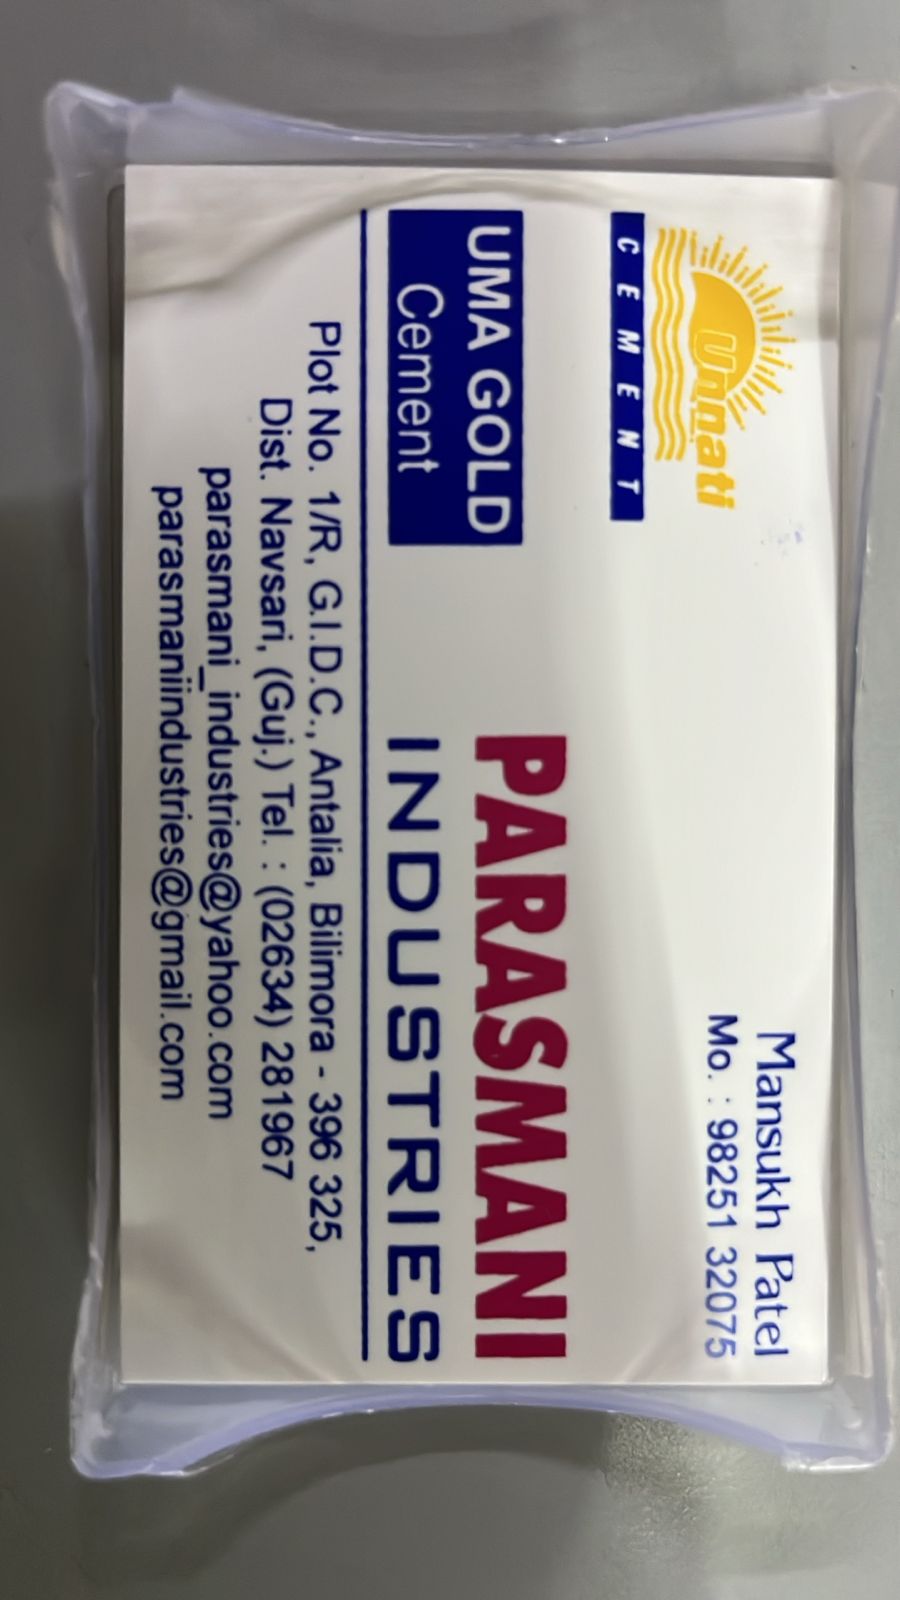 Unnati
CEMENT
Mansukh Patel
Mo. : 98251 32075
UMA GOLD
Cement
PARASMANI
INDUSTRIES
Plot No. 1/R, G.I.D.C., Antalia, Bilimora - 396 325,
Dist. Navsari, (Guj.) Tel. : (02634) 281967
parasmani_industries@yahoo.com
parasmaniindustries@gmail.com